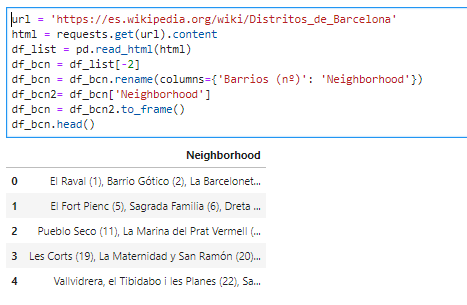 url = 'https://es.wikipedia.org/wiki/Distritos_de_Barcelona'
html = requests.get(url).content
df_list = pd.read_html(html)
df_bcn = df_list[-2]
df_bcn = df_bcn.rename(columns={'Barrios (nº)': 'Neighborhood'})
df_bcn2= df_bcn['Neighborhood']
df_bcn = df_bcn2.to_frame()
df_bcn.head()
Neighborhood
0 El Raval (1), Barrio Gótico (2), La Barcelonet...
1 El Fort Pienc (5), Sagrada Familia (6), Dreta ...
2 Pueblo Seco (11), La Marina del Prat Vermell (...
3 Les Corts (19), La Maternidad y San Ramón (20)...
4 Vallvidrera, el Tibidabo i les Planes (22), Sa...